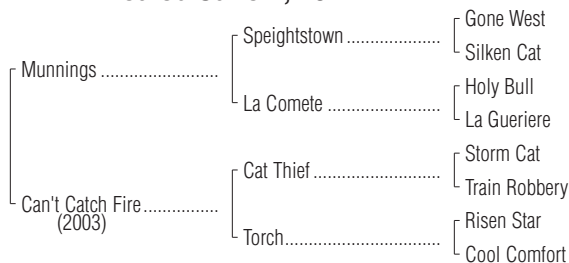 Gone West
Speightstown ....................
Silken Cat
Munnings .........................
Holy Bull
La Comete ........................
La Gueriere
Storm Cat
Cat Thief ...........................
Train Robbery
Can't Catch Fire ................
(2003)
Risen Star
Torch.................................
Cool Comfort